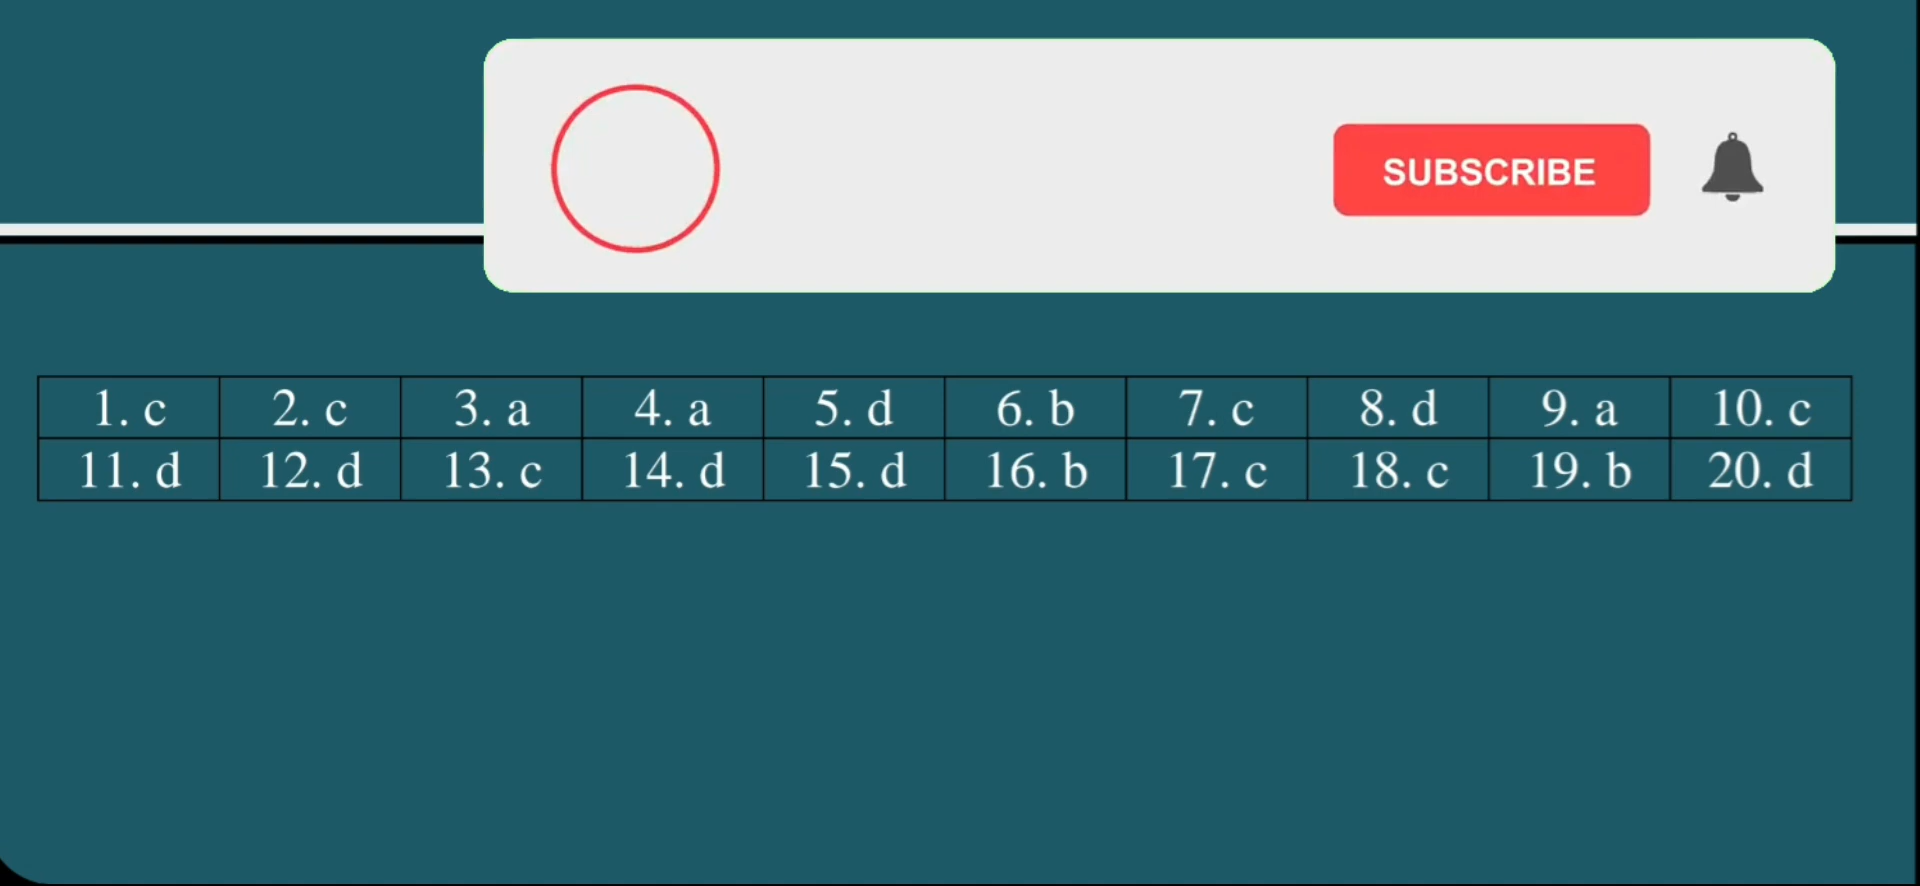 SUBSCRIBE
1. c 2. c 3. a 4. a 5. d 6. b 7. c 8. d 9. a 10. c
11. d 12. d 13. c 14. d 15. d 16. b 17. c 18. c 19. b 20. d